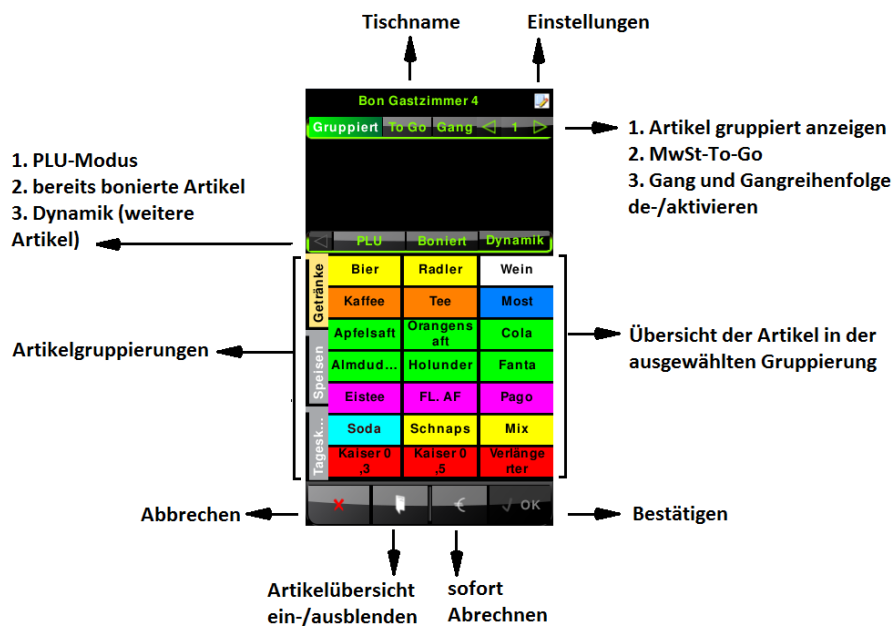 Tischname
Einstellungen
Bon Gastzimmer 4
Gruppiert To Go Gang 1
1. Artikel gruppiert anzeigen
2. MwSt-To-Go
3. Gang und Gangreihenfolge
de-/aktivieren
1. PLU-Modus
2. bereits bonierte Artikel
3. Dynamik (weitere
Artikel)
PLU Boniert Dynamik
Getränke
Speisen
Tagesk...
Bier Radler Wein
Kaffee Tee Most
Apfelsaft Orangens
aft Cola
Almdud... Holunder Fanta
Eistee FL. AF Pago
Soda Schnaps Mix
Kaiser 0
,3 Kaiser 0
,5 Verlänge
rter
Artikelgruppierungen
Übersicht der Artikel in der
ausgewählten Gruppierung
€ OK
Abbrechen
Bestätigen
Artikelübersicht
ein-/ausblenden
sofort
Abrechnen